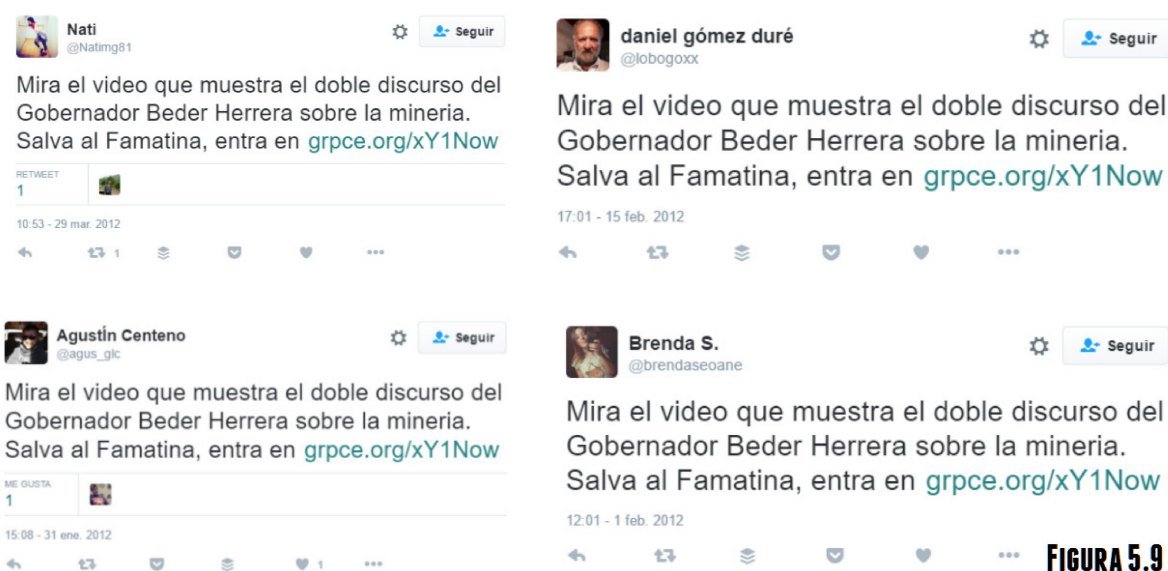 Nati
@Natimg81
Seguir
Mira el video que muestra el doble discurso del
Gobernador Beder Herrera sobre la mineria.
Salva al Famatina, entra en grpce.org/xY1Now
RETWEET
1
10:53 - 29 mar. 2012
1
daniel gómez duré
@lobogoxx
Seguir
Mira el video que muestra el doble discurso del
Gobernador Beder Herrera sobre la mineria.
Salva al Famatina, entra en grpce.org/xY1Now
17:01 - 15 feb. 2012
AgustÍn Centeno
@agus_glc
Seguir
Mira el video que muestra el doble discurso del
Gobernador Beder Herrera sobre la mineria.
Salva al Famatina, entra en grpce.org/xY1Now
ME GUSTA
1
15:08 - 31 ene. 2012
1
Brenda S.
@brendaseoane
Seguir
Mira el video que muestra el doble discurso del
Gobernador Beder Herrera sobre la mineria.
Salva al Famatina, entra en grpce.org/xY1Now
12:01 - 1 feb. 2012
FIGURA 5.9